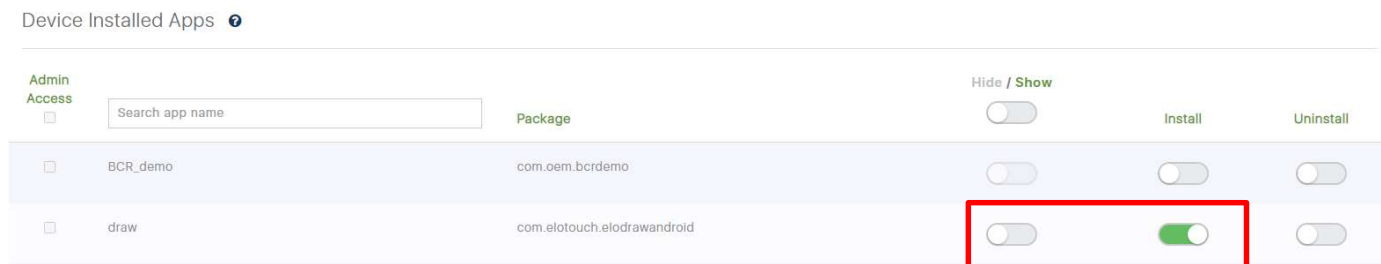 Device Installed Apps ?
Admin
Access
Search app name
Package
Hide / Show
Install
Uninstall
BCR_demo
com.oem.bcrdemo
draw
com.elotouch.elodrawandroid